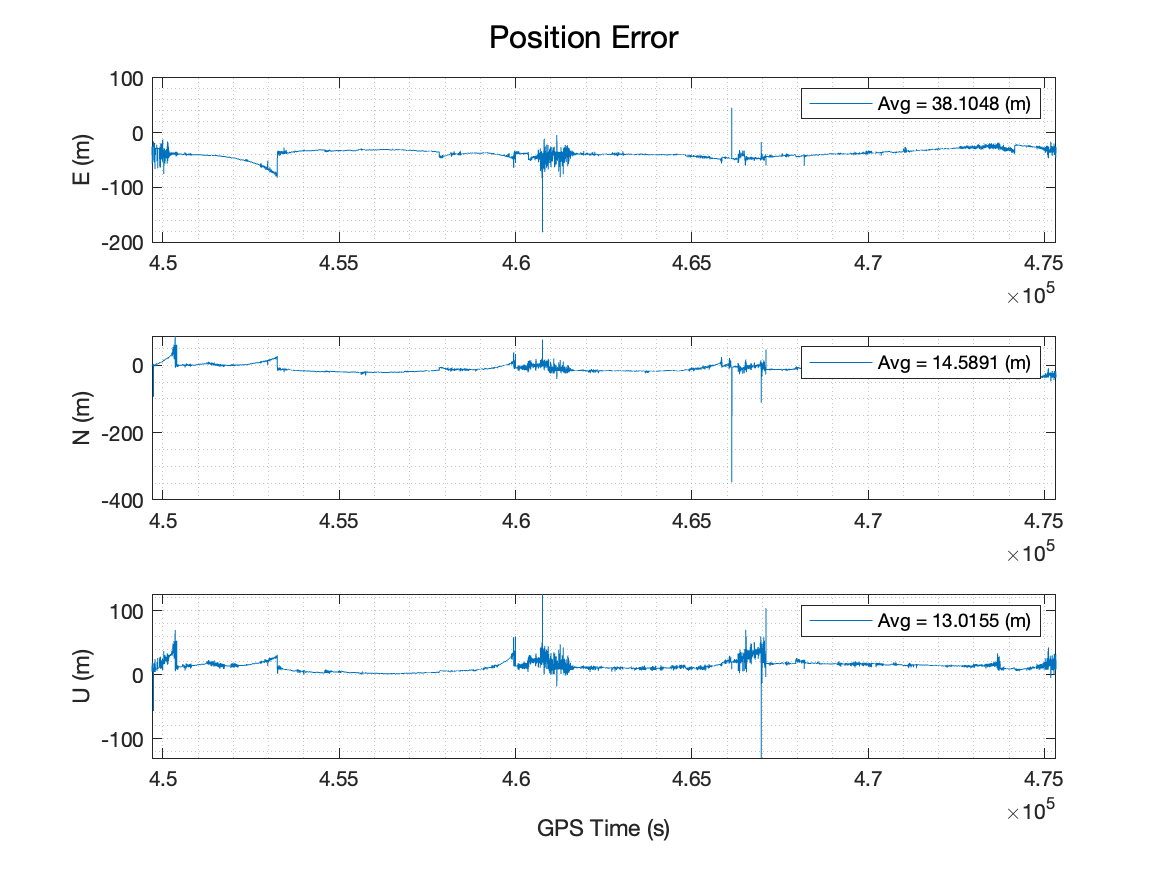 Position Error
100
0
-100
-200
E (m)
Avg = 38.1048 (m)
4.5 4.55 4.6 4.65 4.7 4.75
×10^5
0
-200
-400
N (m)
Avg = 14.5891 (m)
4.5 4.55 4.6 4.65 4.7 4.75
×10^5
100
0
-100
U (m)
Avg = 13.0155 (m)
4.5 4.55 4.6 4.65 4.7 4.75
×10^5
GPS Time (s)